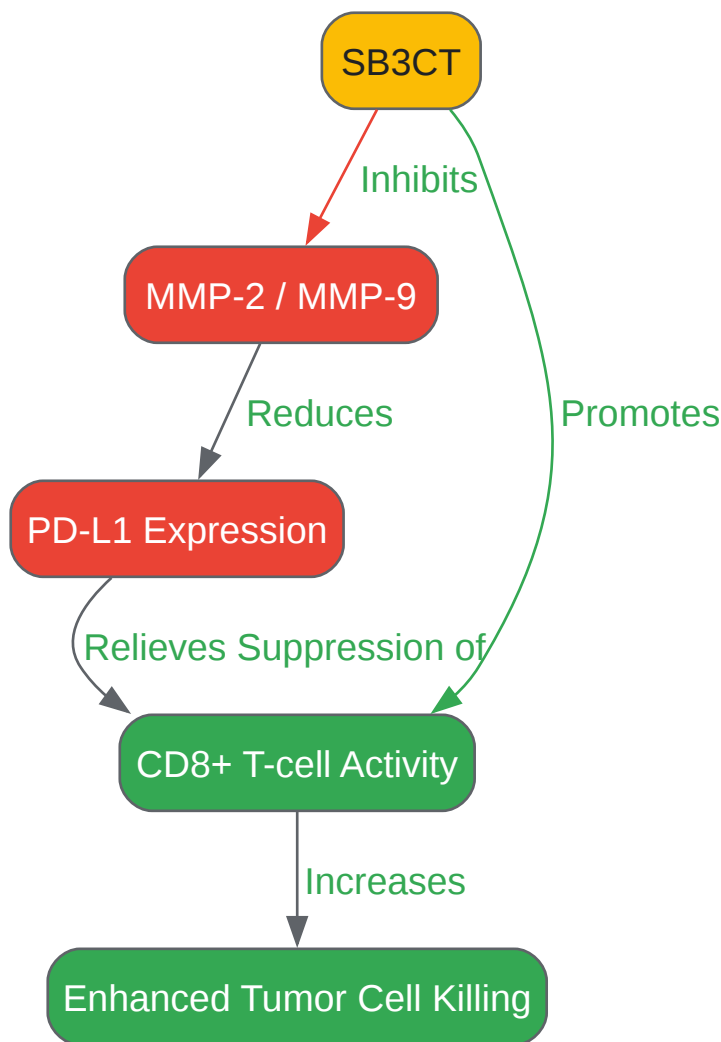 SB3CT
Inhibits
MMP-2 / MMP-9
Reduces
Promotes
PD-L1 Expression
Relieves Suppression of
CD8+ T-cell Activity
Increases
Enhanced Tumor Cell Killing